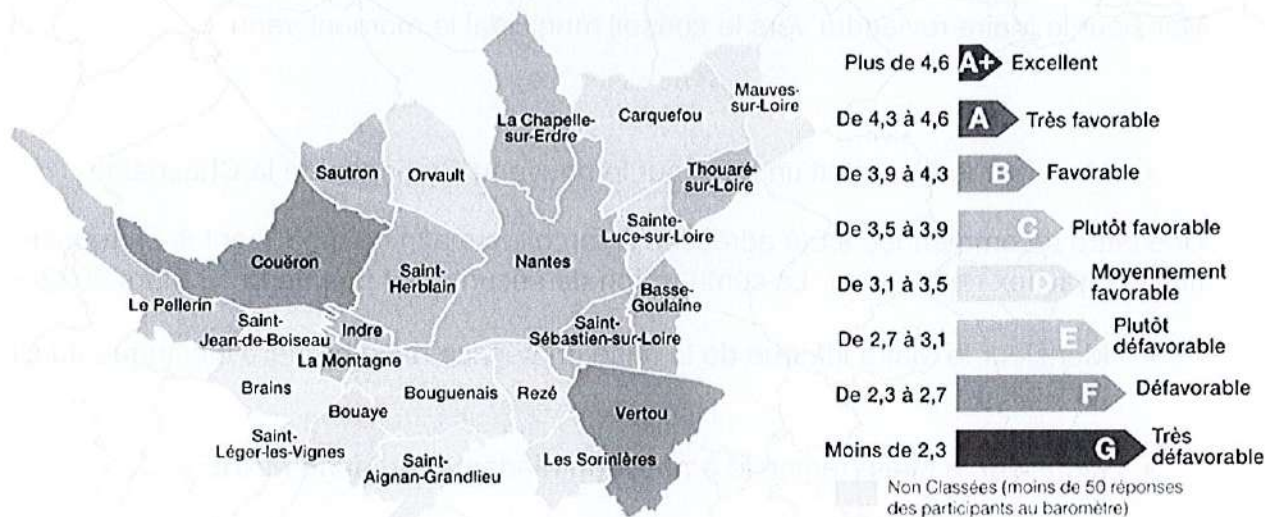 Plus de 4,6 A+ Excellent
De 4,3 à 4,6 A Très favorable
De 3,9 à 4,3 B Favorable
De 3,5 à 3,9 C Plutôt favorable
De 3,1 à 3,5 D Moyennement
favorable
De 2,7 à 3,1 E Plutôt
défavorable
De 2,3 à 2,7 F Défavorable
Moins de 2,3 G Très
défavorable
Non Classées (moins de 50 réponses
des participants au baromètre)
Mauves-
sur-Loire
Carquefou
La Chapelle-
sur-Erdre
Thouaré-
sur-Loire
Sautron
Orvault
Sainte-
Luce-sur-Loire
Couëron
Saint-
Herblain
Nantes
Basse-
Goulaine
Le Pellerin
Saint-
Jean-de-Boiseau
Indre
Saint-
Sébastien-sur-Loire
La Montagne
Brains
Bouguenais
Rezé
Bouaye
Vertou
Saint-
Léger-les-Vignes
Saint-
Aignan-Grandlieu
Les Sorinières